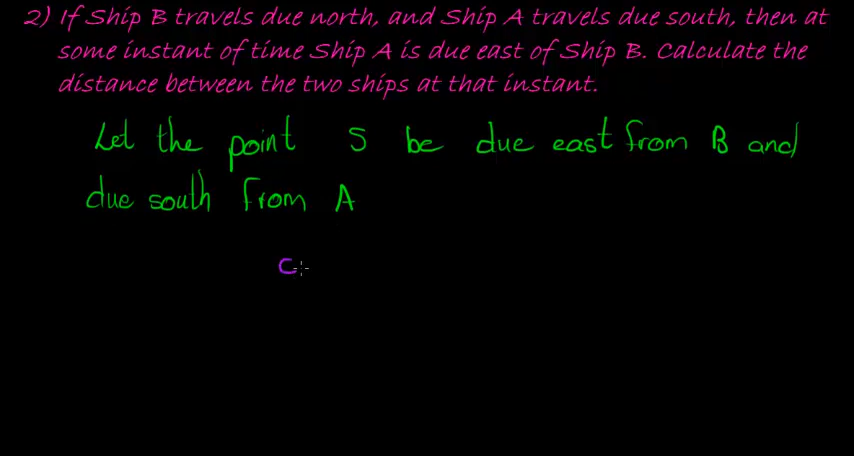 2) If Ship B travels due north, and Ship A travels due south, then at
some instant of time Ship A is due east of Ship B. Calculate the
distance between the two ships at that instant.
Let the point S be due east from B and
due south from A
C